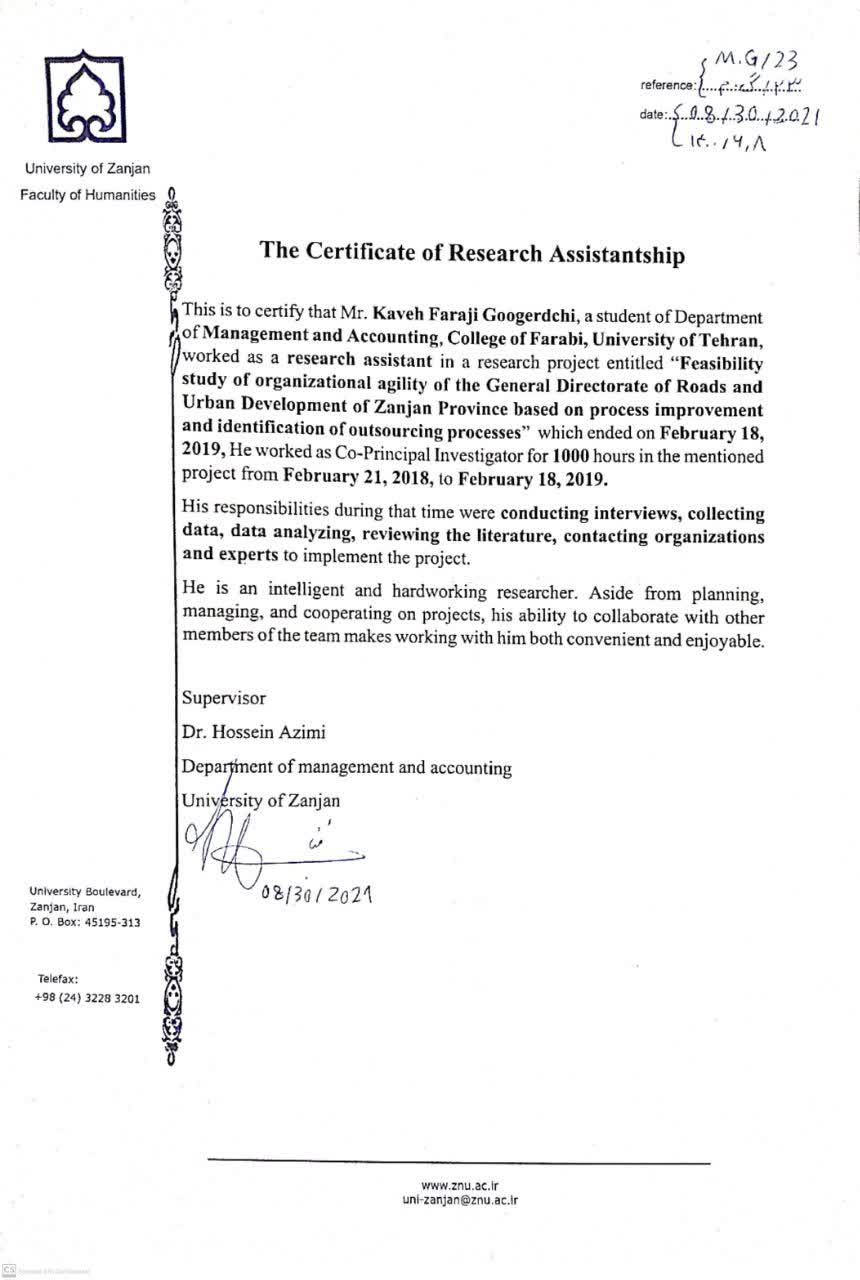 M.G/23
reference:
date: 08/30/2021
۱۴۰۰/۶/۸
University of Zanjan
Faculty of Humanities
The Certificate of Research Assistantship
This is to certify that Mr. Kaveh Faraji Googerdchi, a student of Department
of Management and Accounting, College of Farabi, University of Tehran,
worked as a research assistant in a research project entitled “Feasibility
study of organizational agility of the General Directorate of Roads and
Urban Development of Zanjan Province based on process improvement
and identification of outsourcing processes” which ended on February 18,
2019, He worked as Co-Principal Investigator for 1000 hours in the mentioned
project from February 21, 2018, to February 18, 2019.
His responsibilities during that time were conducting interviews, collecting
data, data analyzing, reviewing the literature, contacting organizations
and experts to implement the project.
He is an intelligent and hardworking researcher. Aside from planning,
managing, and cooperating on projects, his ability to collaborate with other
members of the team makes working with him both convenient and enjoyable.
Supervisor
Dr. Hossein Azimi
Department of management and accounting
University of Zanjan
08/30/2021
University Boulevard,
Zanjan, Iran
P. O. Box: 45195-313
Telefax:
+98 (24) 3228 3201
www.znu.ac.ir
uni-zanjan@znu.ac.ir
CS